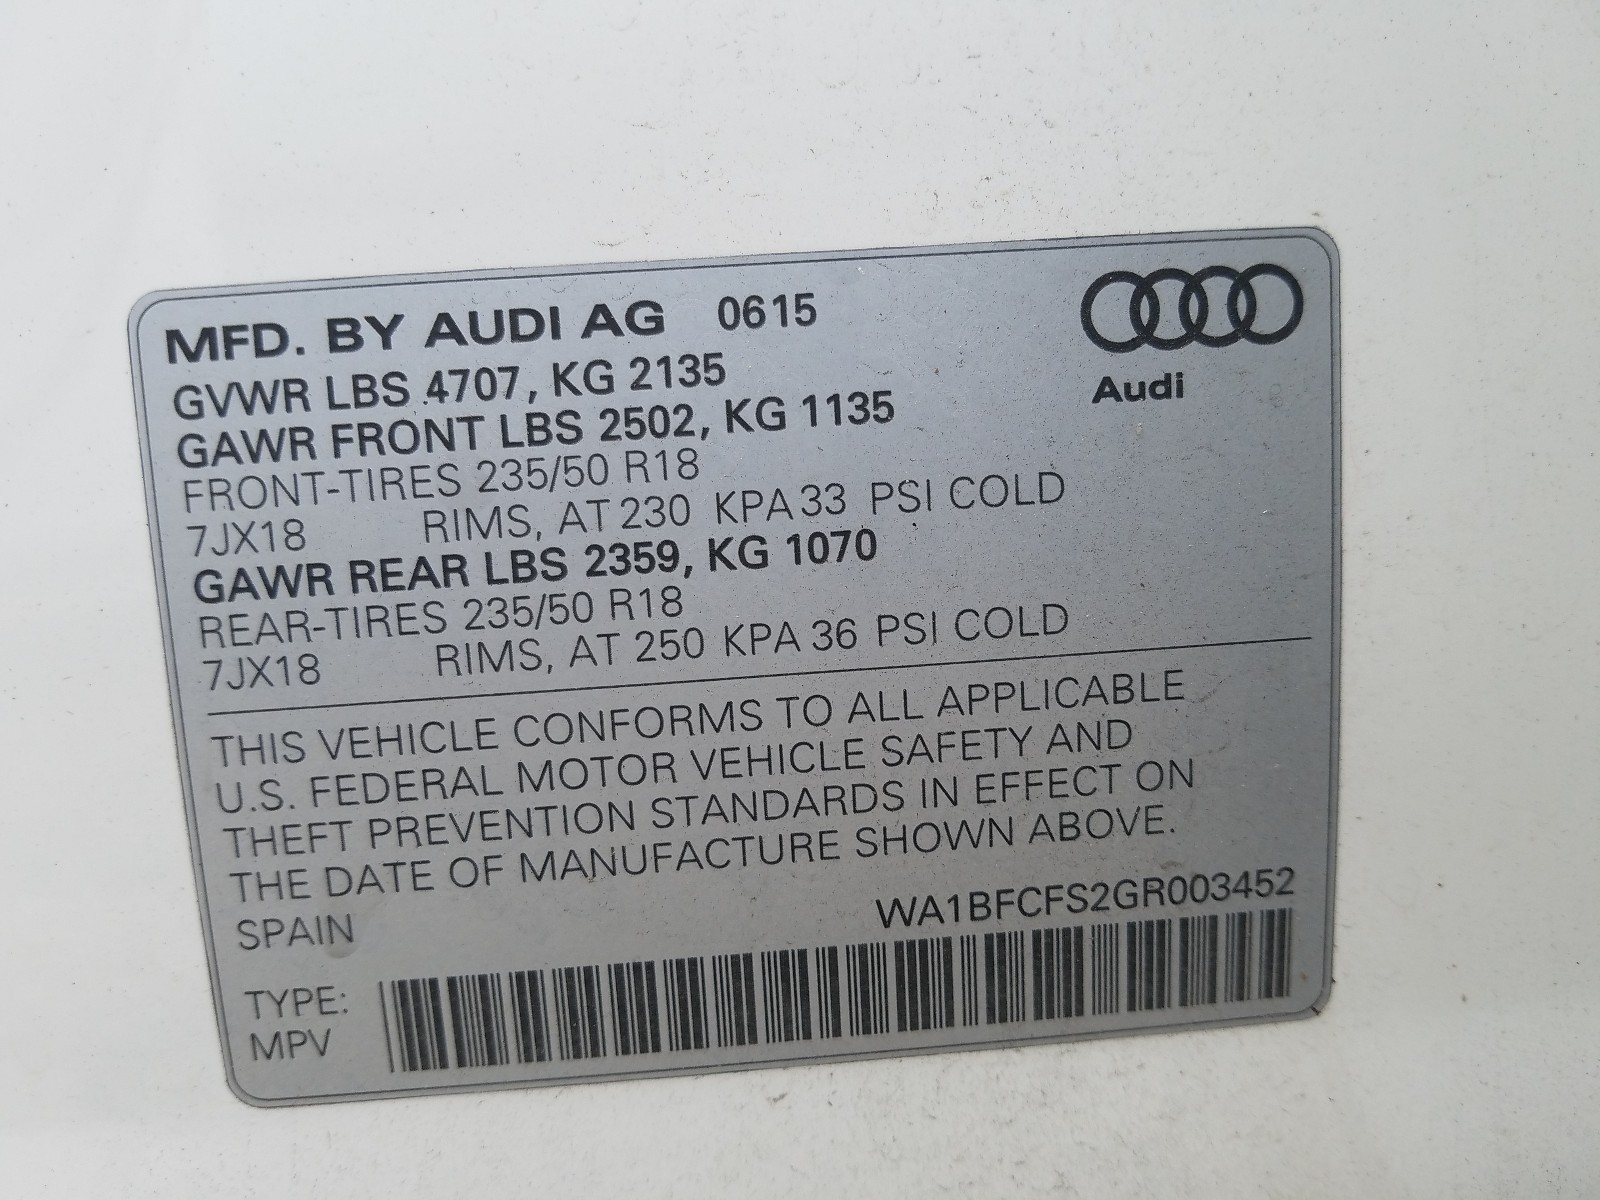 MFD. BY AUDI AG 0615
Audi
GVWR LBS 4707, KG 2135
GAWR FRONT LBS 2502, KG 1135
FRONT-TIRES 235/50 R18
7JX18 RIMS, AT 230 KPA 33 PSI COLD
GAWR REAR LBS 2359, KG 1070
REAR-TIRES 235/50 R18
7JX18 RIMS, AT 250 KPA 36 PSI COLD
THIS VEHICLE CONFORMS TO ALL APPLICABLE
U.S. FEDERAL MOTOR VEHICLE SAFETY AND
THEFT PREVENTION STANDARDS IN EFFECT ON
THE DATE OF MANUFACTURE SHOWN ABOVE.
SPAIN WA1BFCFS2GR003452
TYPE:
MPV